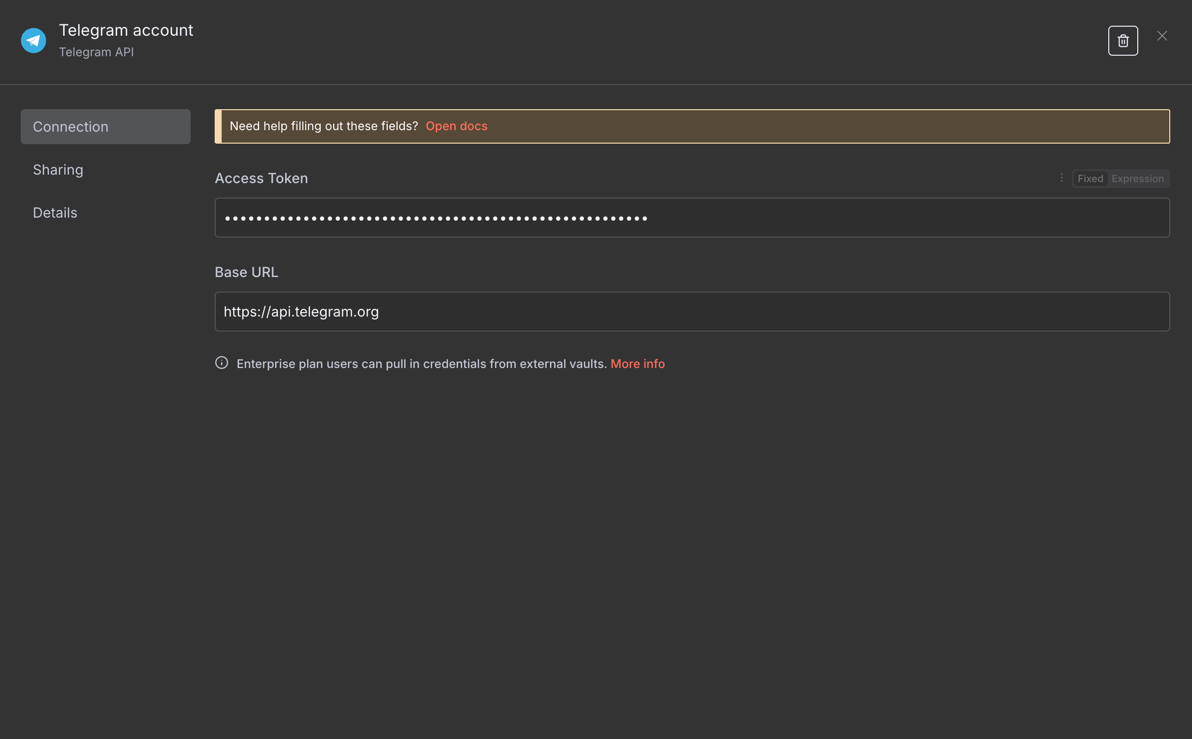 Telegram account
Telegram API
Connection
Sharing
Details
Need help filling out these fields? Open docs
Access Token
Fixed Expression
••••••••••••••••••••••••••••••••••••••••••••••••••••••
Base URL
https://api.telegram.org
Enterprise plan users can pull in credentials from external vaults. More info